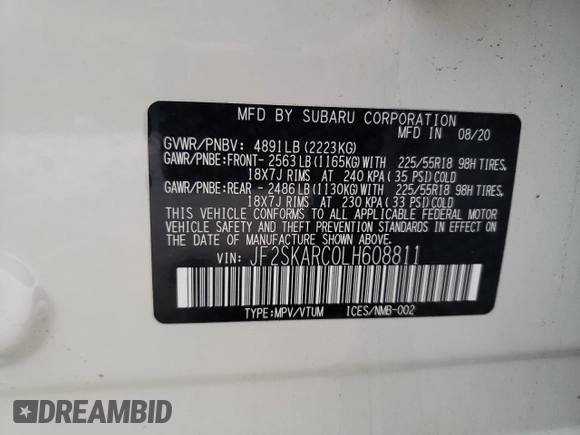 MFD BY SUBARU CORPORATION
MFD IN 08/20
GVWR/PNBV: 4891LB(2223KG)
GAWR/PNBE:FRONT- 2563LB(1165KG)WITH 225/55R18 98H TIRES,
18X7J RIMS AT 240 KPA(35 PSI)COLD
GAWR/PNBE:REAR - 2486LB(1130KG)WITH 225/55R18 98H TIRES,
18X7J RIMS AT 230 KPA(33 PSI)COLD
THIS VEHICLE CONFORMS TO ALL APPLICABLE FEDERAL MOTOR
VEHICLE SAFETY AND THEFT PREVENTION STANDARDS
IN EFFECT ON THE DATE OF MANUFACTURE SHOWN ABOVE.
VIN: JF2SKARC0LH608811
TYPE:MPV/VTUM ICES/NMB-002
DREAMBID